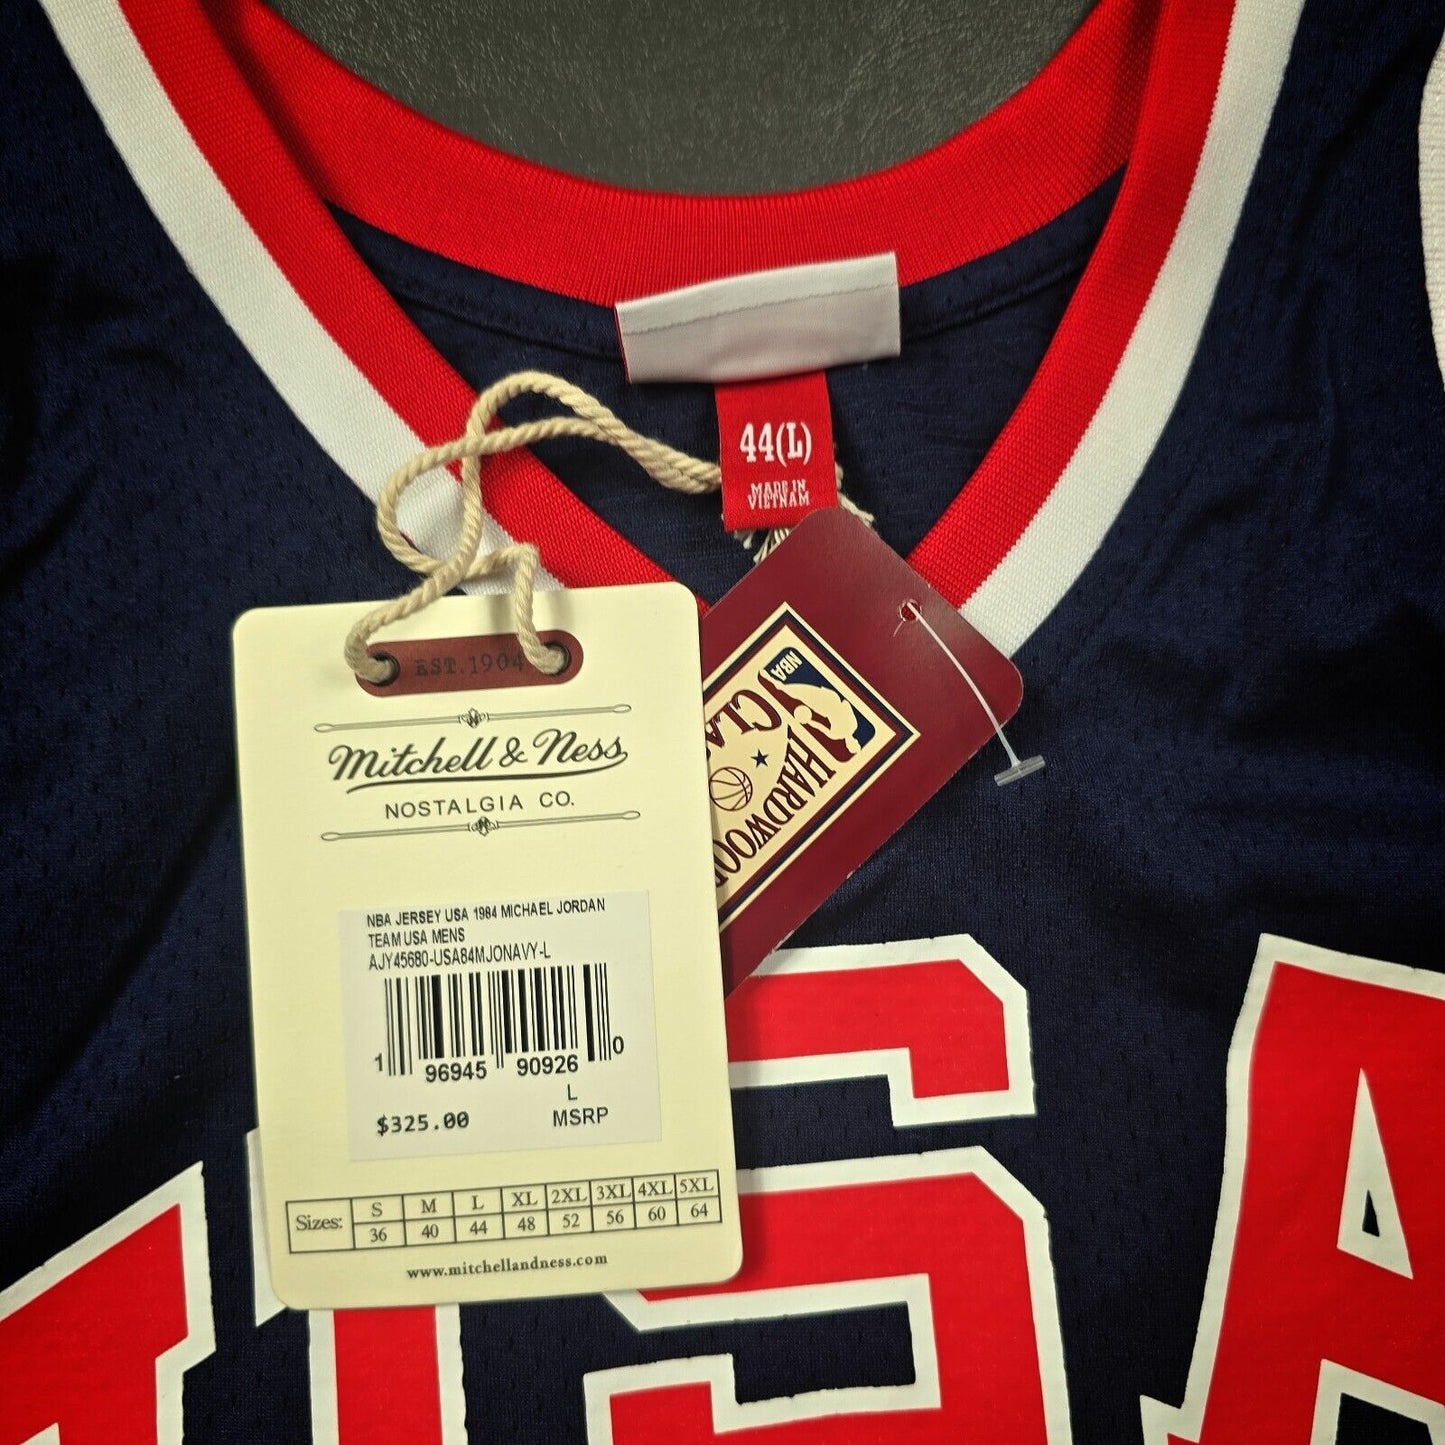 44(L)
MADE IN
VIETNAM
EST.1904
Mitchell & Ness
NOSTALGIA CO.
NBA
HARDWOOD
CLA
NBA JERSEY USA 1984 MICHAEL JORDAN
TEAM USA MENS
AJY45680-USA84MJONAVY-L
1 96945 90926 0
L
$325.00 MSRP
Sizes: S M L XL 2XL 3XL 4XL 5XL
36 40 44 48 52 56 60 64
www.mitchellandness.com
USA